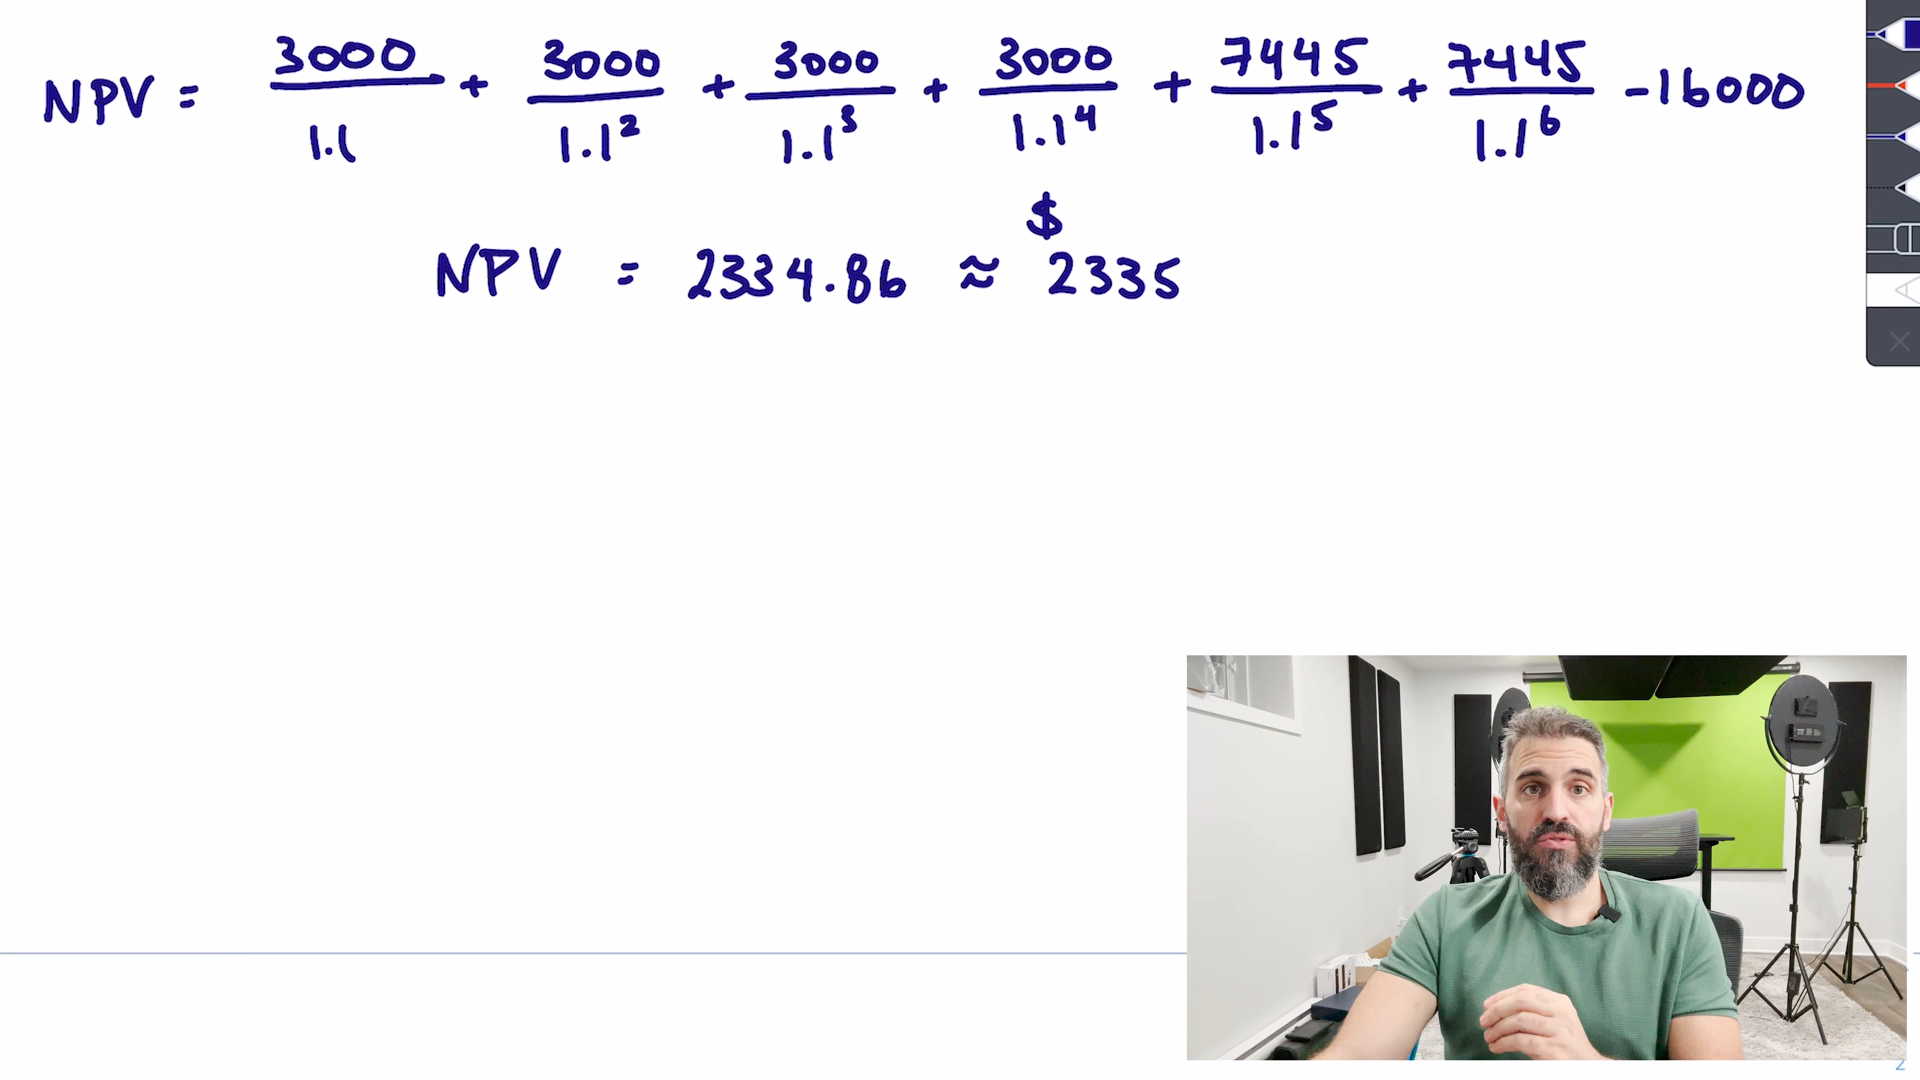 NPV = 3000/1.1 + 3000/1.1² + 3000/1.1³ + 3000/1.1⁴ + 7445/1.1⁵ + 7445/1.1⁶ - 16000
NPV = 2334.86 ≈ $2335
2